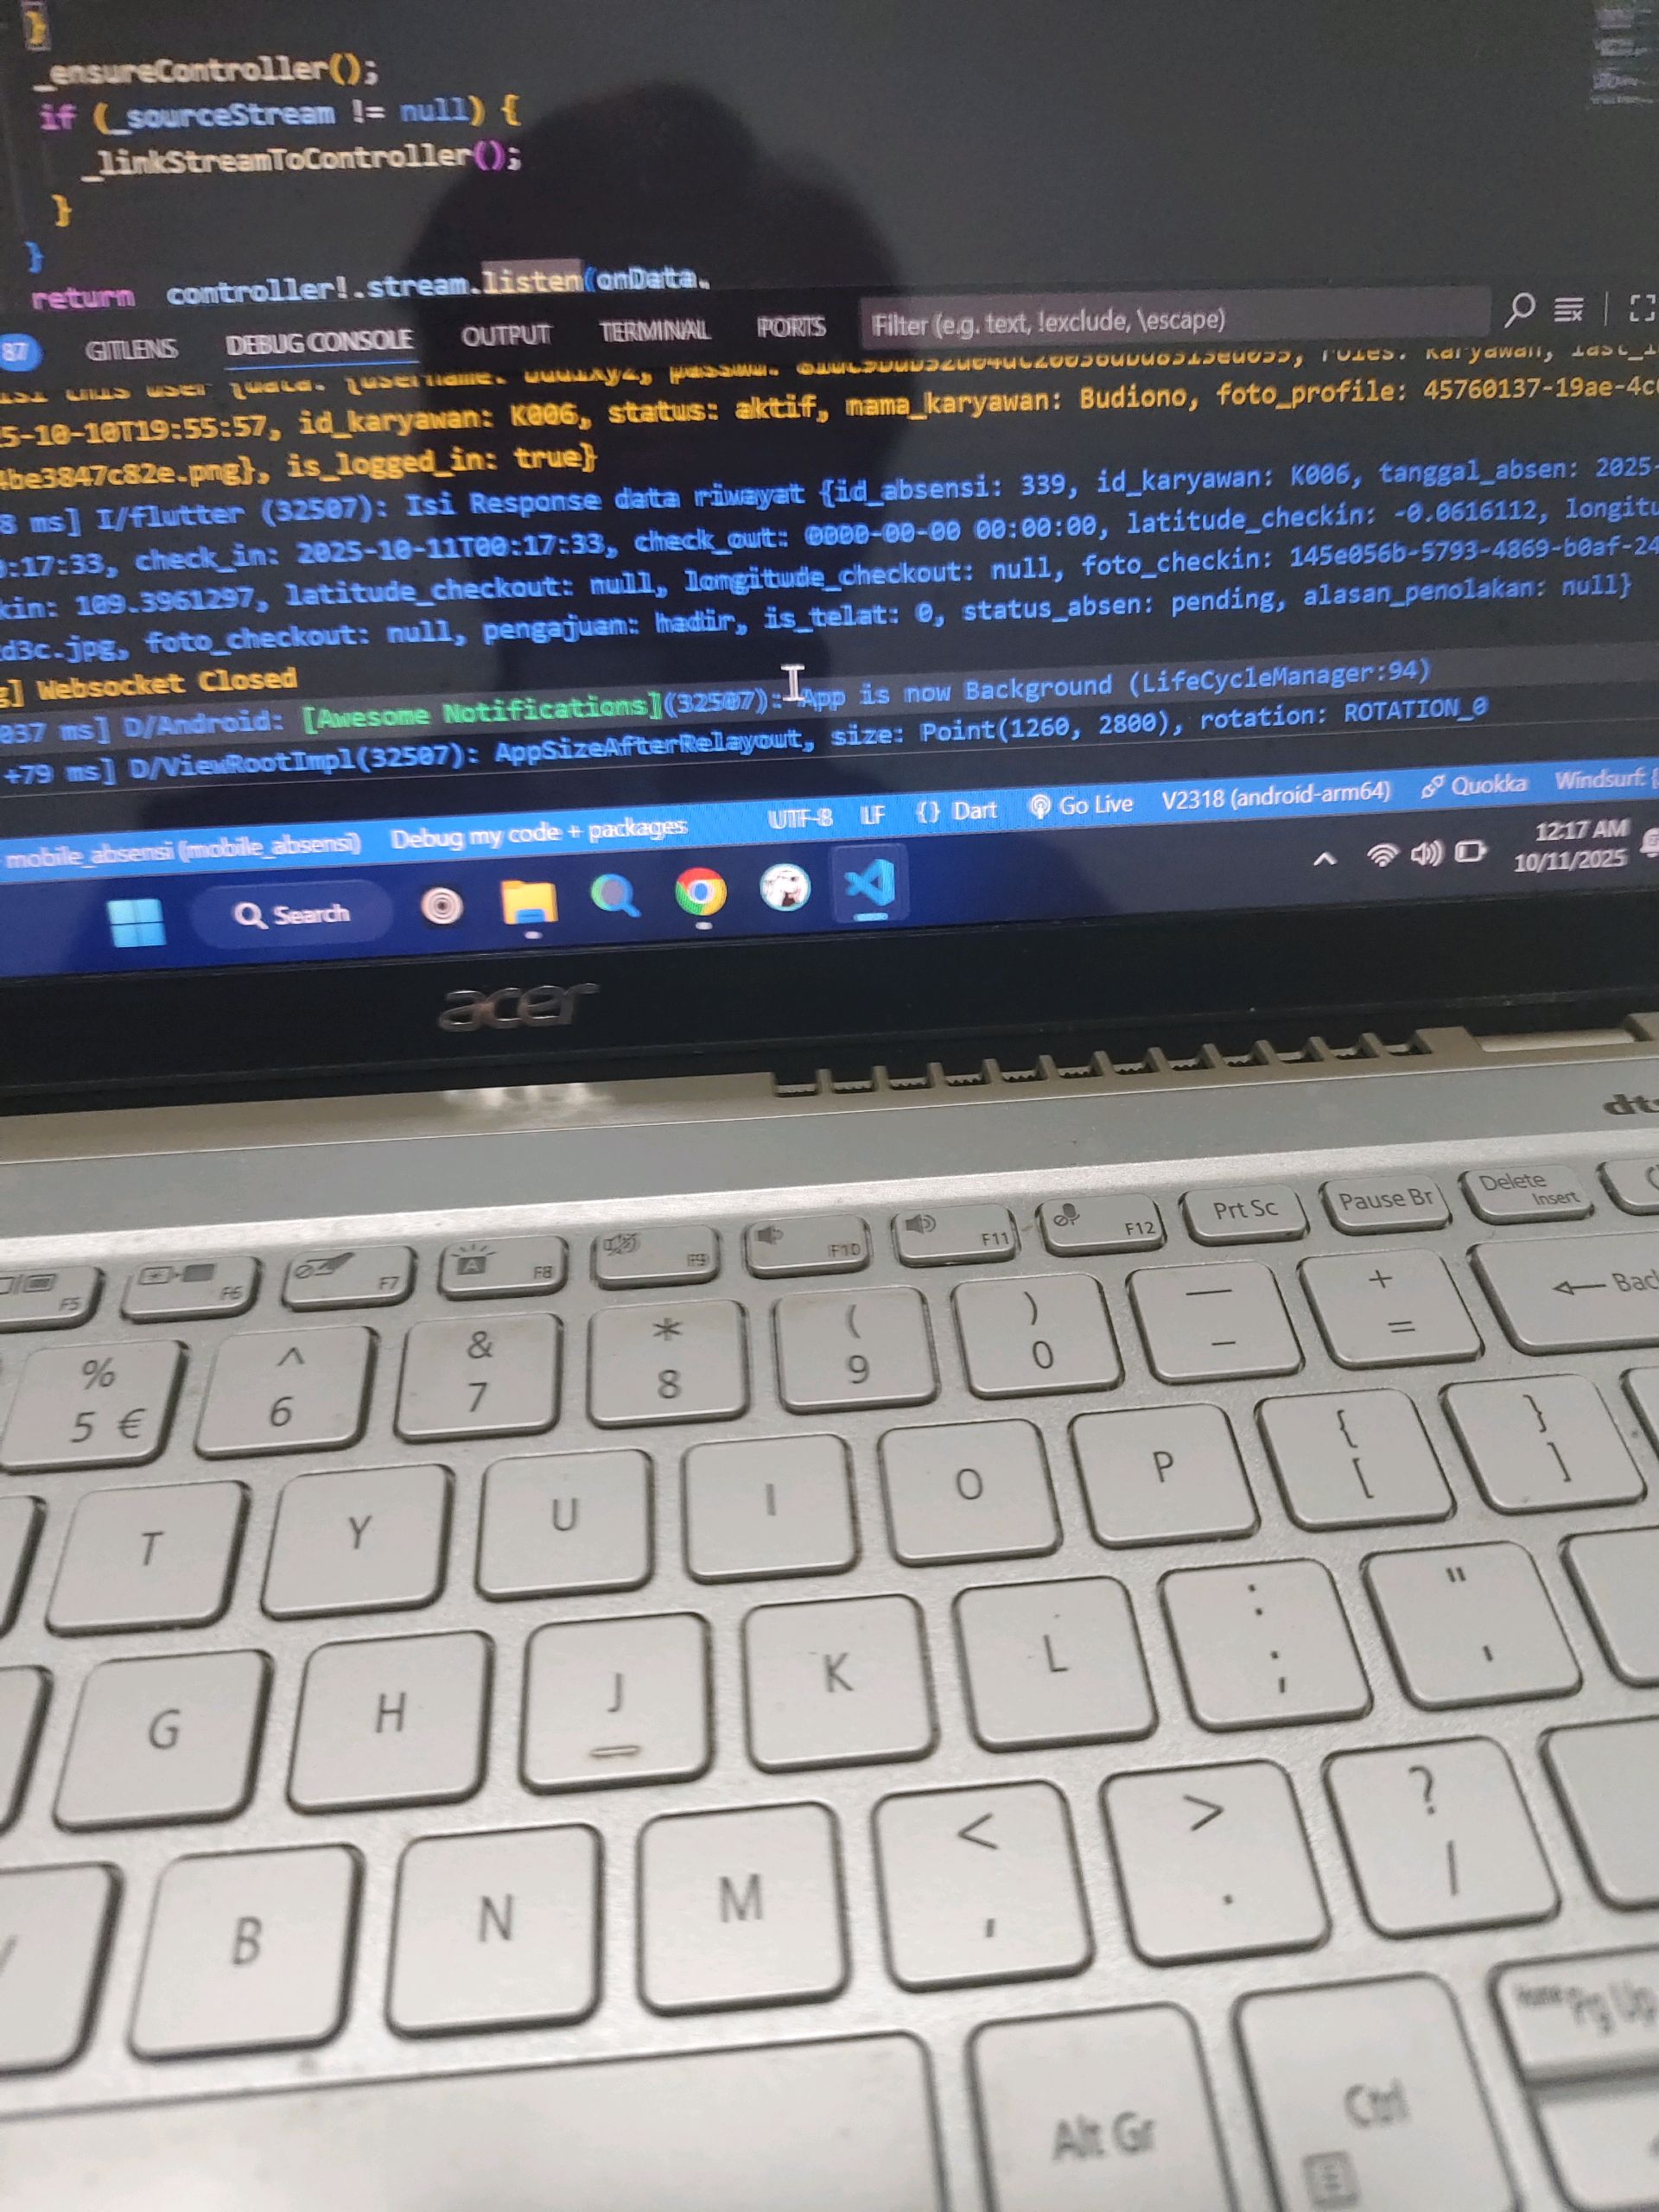 }
_ensureController();
if (_sourceStream != null) {
_linkStreamToController();
}
}
return controller!.stream.listen(onData.
87 GITLENS DEBUG CONSOLE OUTPUT TERMINAL PORTS Filter (e.g. text, !exclude, \escape)
5-10-10T19:55:57, id_karyawan: K006, status: aktif, nama_karyawan: Budiono, foto_profile: 45760137-19ae-4c
4be3847c82e.png}, is_logged_in: true}
8 ms] I/flutter (32507): Isi Response data riwayat {id_absensi: 339, id_karyawan: K006, tanggal_absen: 2025-
:17:33, check_in: 2025-10-11T00:17:33, check_out: 0000-00-00 00:00:00, latitude_checkin: -0.0616112, longitu
kin: 109.3961297, latitude_checkout: null, longitude_checkout: null, foto_checkin: 145e056b-5793-4869-b0af-24
d3c.jpg, foto_checkout: null, pengajuan: hadir, is_telat: 0, status_absen: pending, alasan_penolakan: null}
g] Websocket Closed
037 ms] D/Android: [Awesome Notifications](32507): App is now Background (LifeCycleManager:94)
+79 ms] D/ViewRootImpl(32507): AppSizeAfterRelayout, size: Point(1260, 2800), rotation: ROTATION_0
mobile_absensi (mobile_absensi) Debug my code + packages UTF-8 LF {} Dart Go Live V2318 (android-arm64) Quokka Windsurf: {
Search 12:17 AM
10/11/2025
acer
dts
F5 F6 F7 F8 F9 F10 F11 F12 Prt Sc Pause Br Delete Insert
% 5 € ^ 6 & 7 * 8 ( 9 ) 0 — - + = ← Bac
T Y U I O P { [ } ]
G H J K L : ; " '
B N M < , > . ? /
Alt Gr Ctrl Home Pg Up